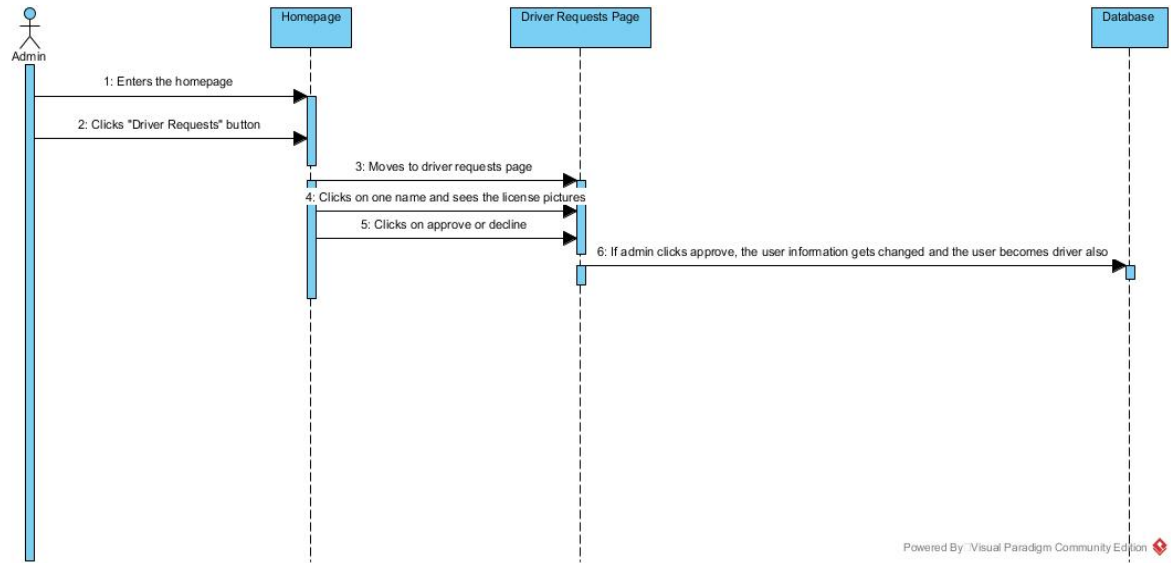 Homepage
Driver Requests Page
Database
Admin
1: Enters the homepage
2: Clicks "Driver Requests" button
3: Moves to driver requests page
4: Clicks on one name and sees the license pictures
5: Clicks on approve or decline
6: If admin clicks approve, the user information gets changed and the user becomes driver also
Powered By Visual Paradigm Community Edition